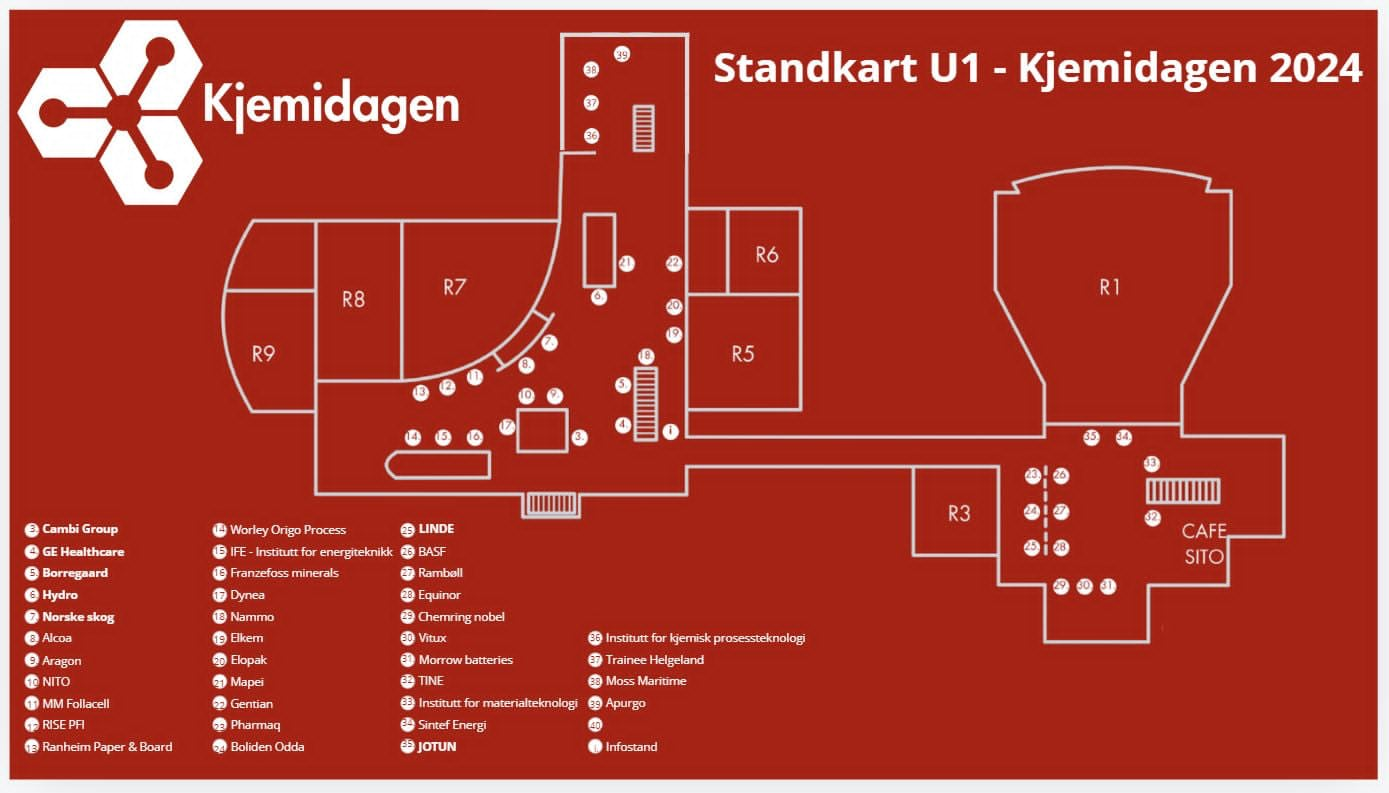 Kjemidagen
Standkart U1 - Kjemidagen 2024
39
38.
37
36
R6
R8
R7
R1
R9
R5
21
22
6.
20
19
7.
18.
8.
11
5.
13
12.
10.
9.
17.
4.
i
14.
15.
16.
3.
35.
34.
33.
23.
26
24.
27
32.
25
28
R3
CAFE
SITO
29
30
31
3. Cambi Group
4 GE Healthcare
5. Borregaard
6. Hydro
7. Norske skog
8. Alcoa
9. Aragon
10 NITO
11 MM Follacell
12 RISE PFI
13 Ranheim Paper & Board
14 Worley Origo Process
15 IFE - Institutt for energiteknikk
16 Franzefoss minerals
17 Dynea
18 Nammo
19 Elkem
20 Elopak
21 Mapei
22 Gentian
23 Pharmaq
24 Boliden Odda
25 LINDE
26 BASF
27 Rambøll
28 Equinor
29 Chemring nobel
30 Vitux
31 Morrow batteries
32 TINE
33 Institutt for materialteknologi
34 Sintef Energi
35 JOTUN
36 Institutt for kjemisk prosessteknologi
37 Trainee Helgeland
38 Moss Maritime
39 Apurgo
40
i Infostand